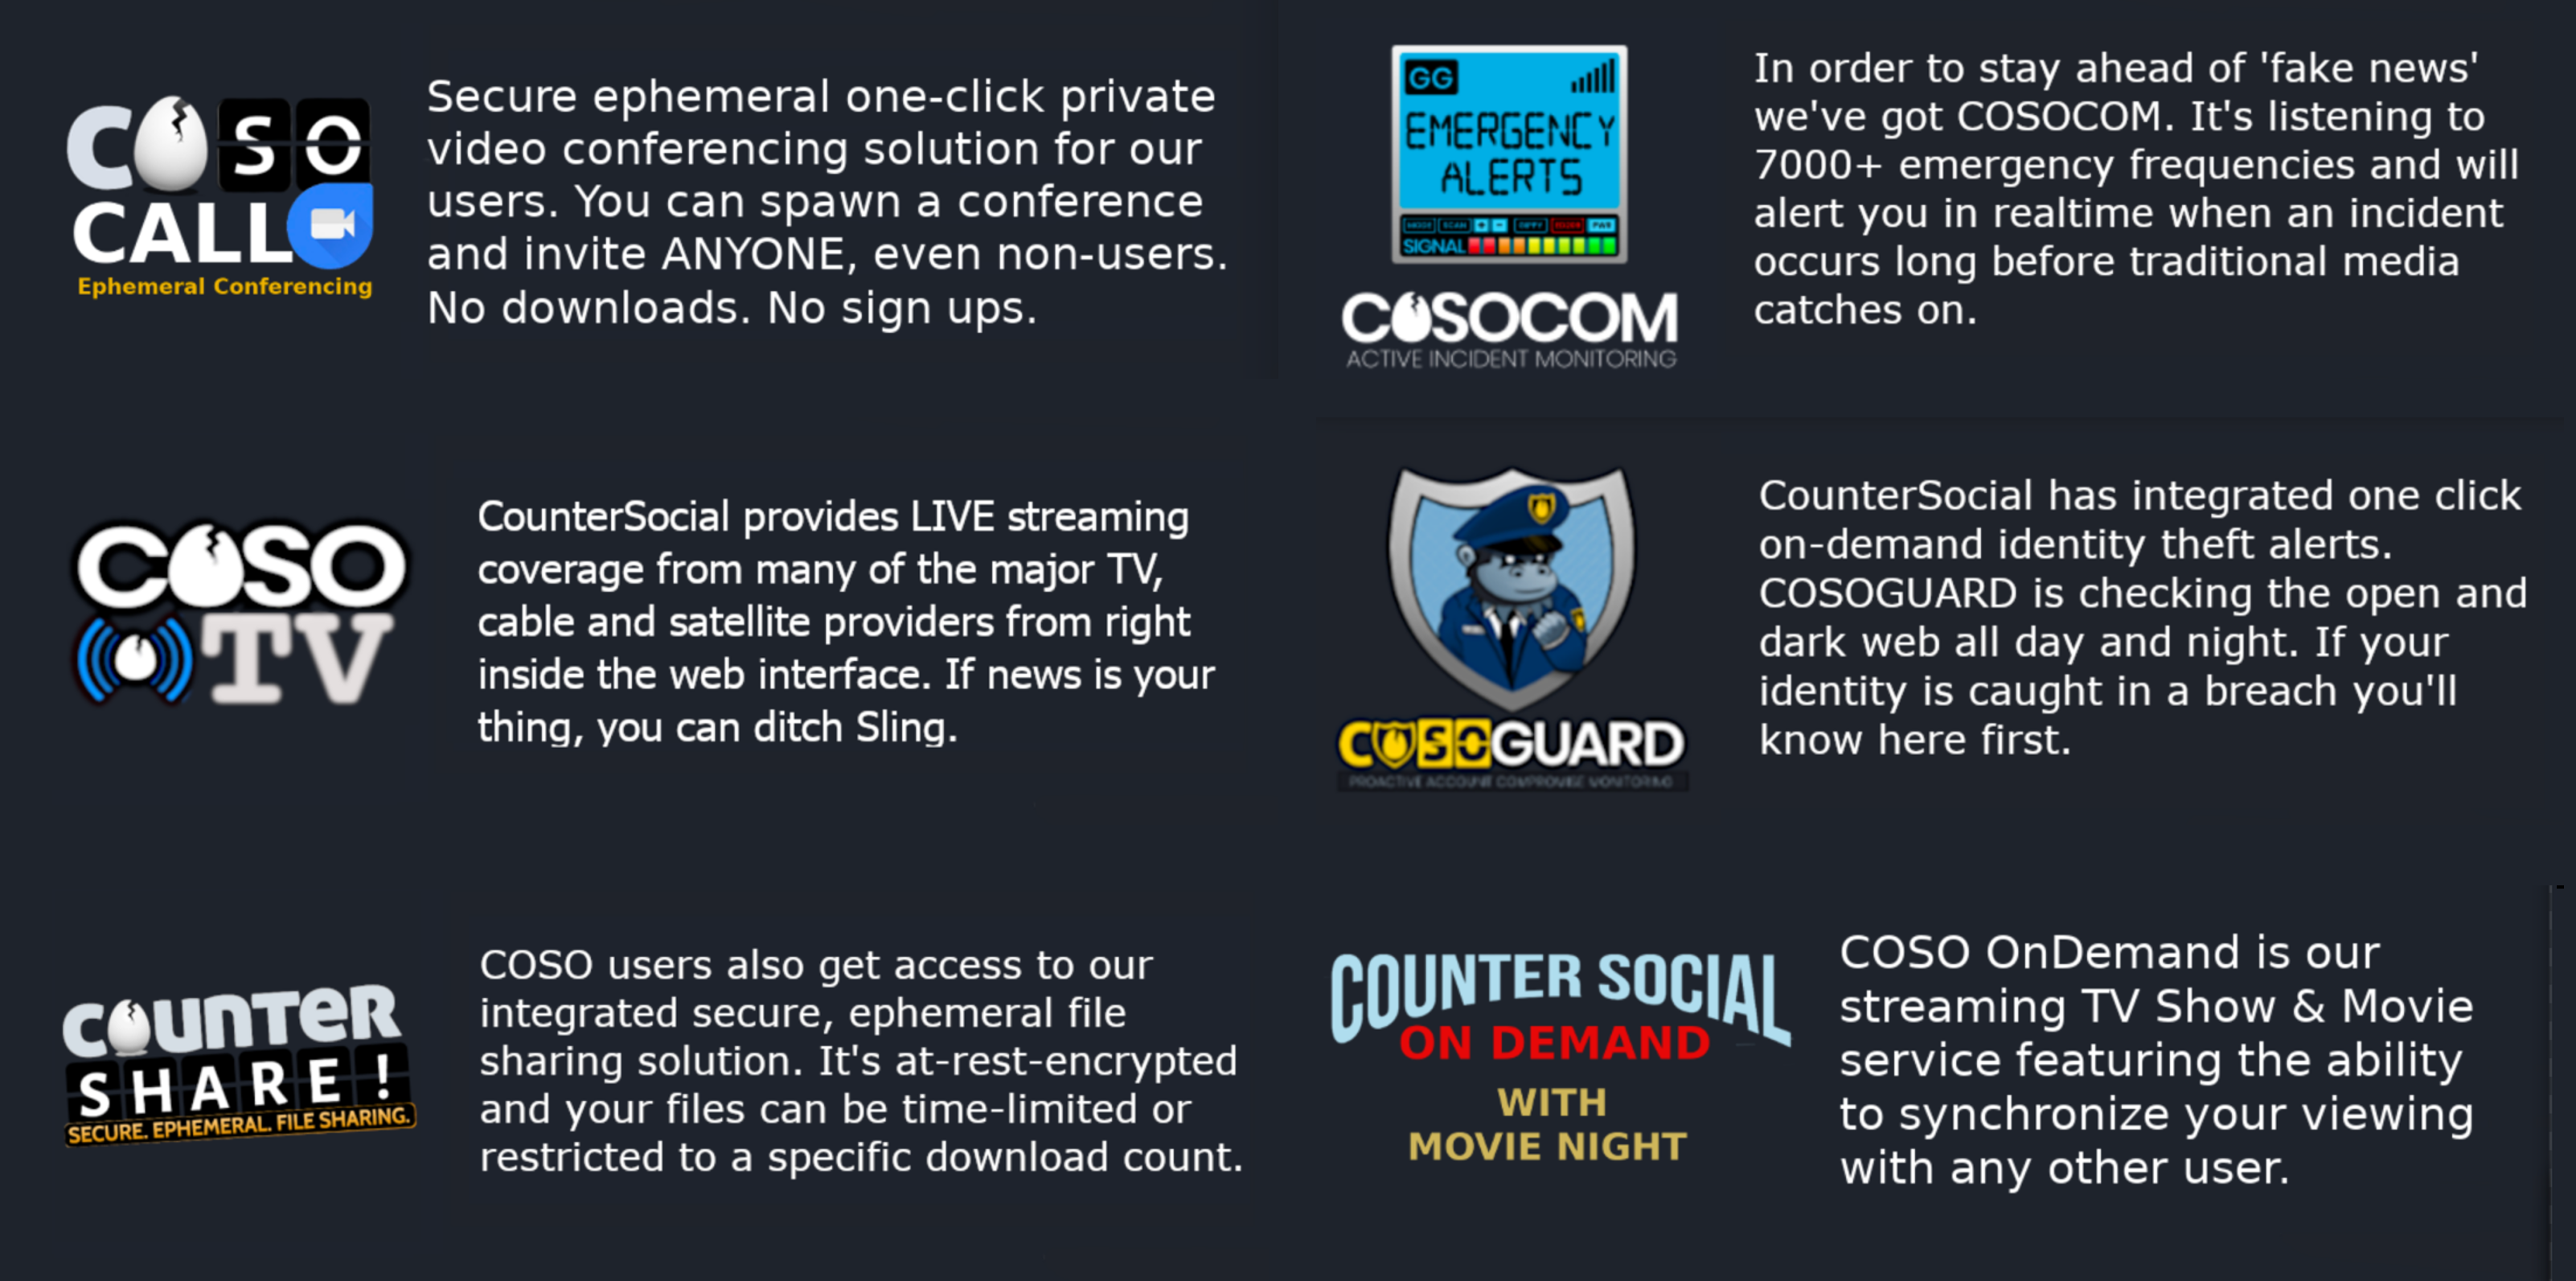 COSO
CALL
Ephemeral Conferencing
Secure ephemeral one-click private
video conferencing solution for our
users. You can spawn a conference
and invite ANYONE, even non-users.
No downloads. No sign ups.
GG
EMERGENCY
ALERTS
MODE SCAN + - PWR
SIGNAL
COSOCOM
ACTIVE INCIDENT MONITORING
In order to stay ahead of 'fake news'
we've got COSOCOM. It's listening to
7000+ emergency frequencies and will
alert you in realtime when an incident
occurs long before traditional media
catches on.
COSO
TV
CounterSocial provides LIVE streaming
coverage from many of the major TV,
cable and satellite providers from right
inside the web interface. If news is your
thing, you can ditch Sling.
COSOGUARD
PROACTIVE ACCOUNT COMPROMISE MONITORING
CounterSocial has integrated one click
on-demand identity theft alerts.
COSOGUARD is checking the open and
dark web all day and night. If your
identity is caught in a breach you'll
know here first.
COUNTER
SHARE!
SECURE. EPHEMERAL. FILE SHARING.
COSO users also get access to our
integrated secure, ephemeral file
sharing solution. It's at-rest-encrypted
and your files can be time-limited or
restricted to a specific download count.
COUNTER SOCIAL
ON DEMAND
WITH
MOVIE NIGHT
COSO OnDemand is our
streaming TV Show & Movie
service featuring the ability
to synchronize your viewing
with any other user.